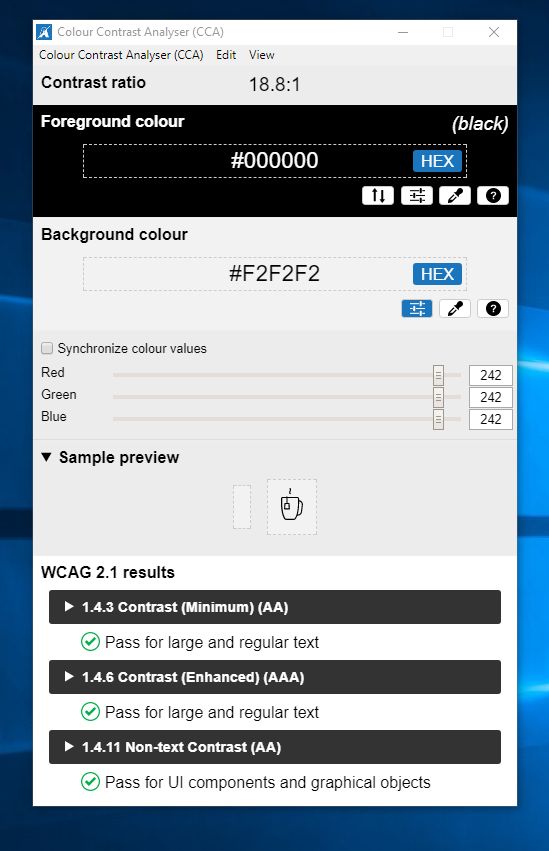 Colour Contrast Analyser (CCA)
Colour Contrast Analyser (CCA) Edit View
Contrast ratio 18.8:1
Foreground colour (black)
#000000 HEX
Background colour
#F2F2F2 HEX
Synchronize colour values
Red 242
Green 242
Blue 242
Sample preview
WCAG 2.1 results
1.4.3 Contrast (Minimum) (AA)
Pass for large and regular text
1.4.6 Contrast (Enhanced) (AAA)
Pass for large and regular text
1.4.11 Non-text Contrast (AA)
Pass for UI components and graphical objects